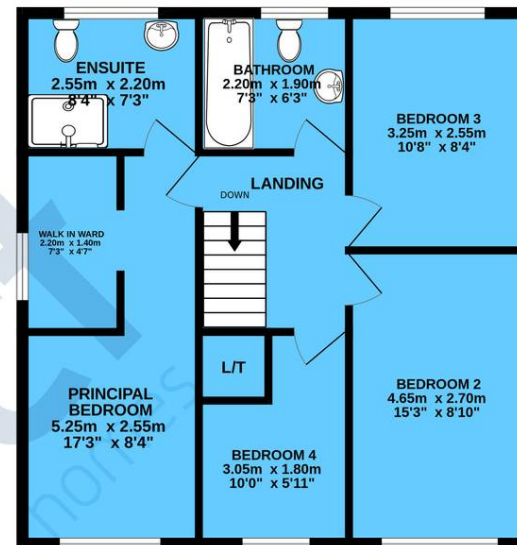 ENSUITE
2.55m x 2.20m
8'4" x 7'3"
BATHROOM
2.20m x 1.90m
7'3" x 6'3"
BEDROOM 3
3.25m x 2.55m
10'8" x 8'4"
LANDING
DOWN
WALK IN WARD
2.20m x 1.40m
7'3" x 4'7"
L/T
PRINCIPAL
BEDROOM
5.25m x 2.55m
17'3" x 8'4"
BEDROOM 2
4.65m x 2.70m
15'3" x 8'10"
BEDROOM 4
3.05m x 1.80m
10'0" x 5'11"
homes